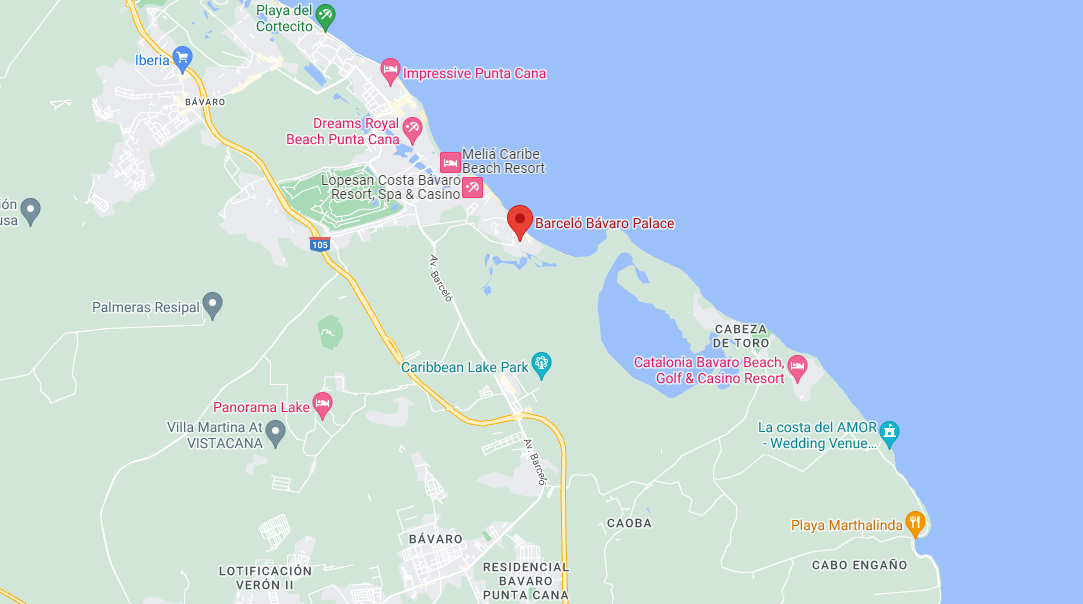 Playa del
Cortecito
Iberia
Impressive Punta Cana
BÁVARO
Dreams Royal
Beach Punta Cana
Meliá Caribe
Beach Resort
Lopesan Costa Bávaro
Resort, Spa & Casino
ión
usa
Barceló Bávaro Palace
105
Av. Barceló
Palmeras Resipal
CABEZA
DE TORO
Caribbean Lake Park
Catalonia Bavaro Beach,
Golf & Casino Resort
Panorama Lake
Villa Martina At
VISTACANA
La costa del AMOR
- Wedding Venue...
Av. Barceló
CAOBA
Playa Marthalinda
BÁVARO
CABO ENGAÑO
LOTIFICACIÓN
VERÓN II
RESIDENCIAL
BAVARO
PUNTA CANA